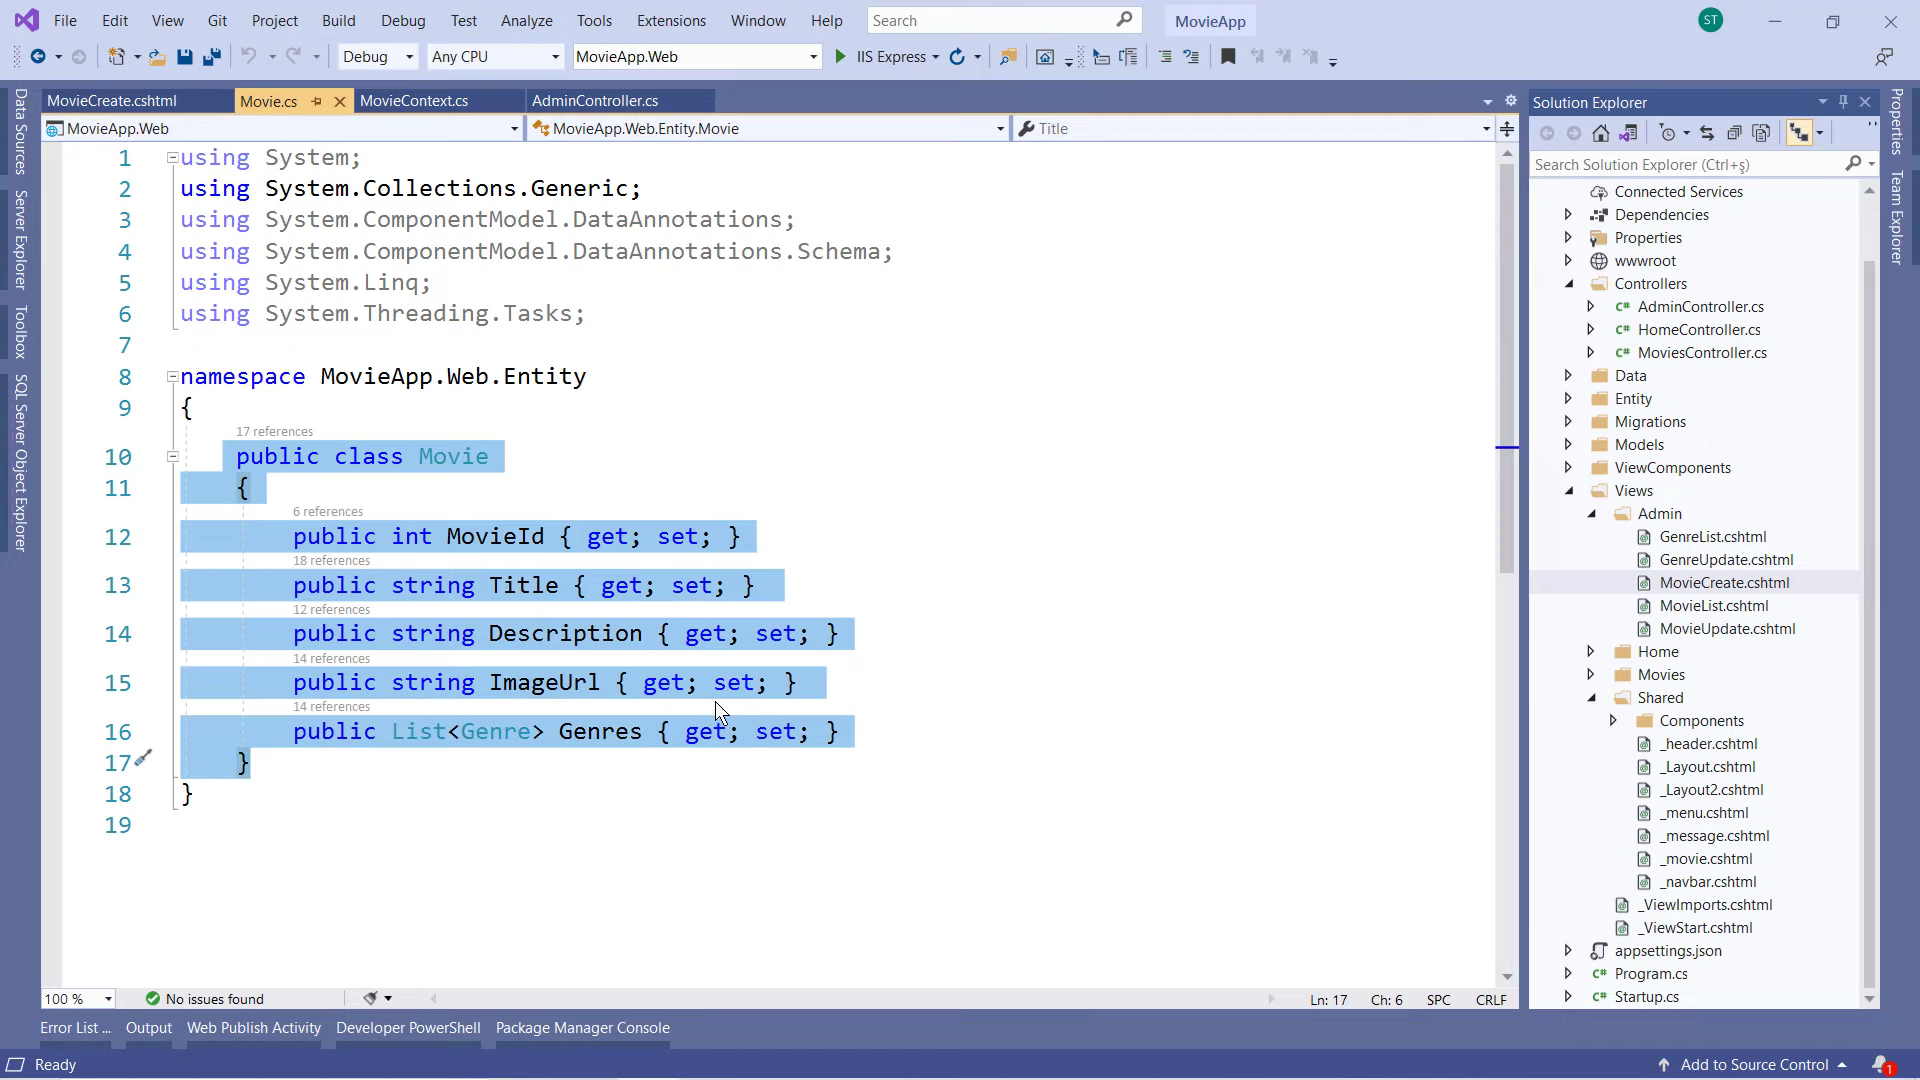 File Edit View Git Project Build Debug Test Analyze Tools Extensions Window Help Search MovieApp ST
Debug Any CPU MovieApp.Web IIS Express
MovieCreate.cshtml Movie.cs MovieContext.cs AdminController.cs
MovieApp.Web MovieApp.Web.Entity.Movie Title
Data Sources
Server Explorer
Toolbox
SQL Server Object Explorer
1 using System;
2 using System.Collections.Generic;
3 using System.ComponentModel.DataAnnotations;
4 using System.ComponentModel.DataAnnotations.Schema;
5 using System.Linq;
6 using System.Threading.Tasks;
7
8 namespace MovieApp.Web.Entity
9 {
17 references
10 public class Movie
11 {
6 references
12 public int MovieId { get; set; }
18 references
13 public string Title { get; set; }
12 references
14 public string Description { get; set; }
14 references
15 public string ImageUrl { get; set; }
14 references
16 public List<Genre> Genres { get; set; }
17 }
18 }
19
100 % No issues found Ln: 17 Ch: 6 SPC CRLF
Solution Explorer
Search Solution Explorer (Ctrl+ş)
Connected Services
Dependencies
Properties
wwwroot
Controllers
C# AdminController.cs
C# HomeController.cs
C# MoviesController.cs
Data
Entity
Migrations
Models
ViewComponents
Views
Admin
GenreList.cshtml
GenreUpdate.cshtml
MovieCreate.cshtml
MovieList.cshtml
MovieUpdate.cshtml
Home
Movies
Shared
Components
_header.cshtml
_Layout.cshtml
_Layout2.cshtml
_menu.cshtml
_message.cshtml
_movie.cshtml
_navbar.cshtml
_ViewImports.cshtml
_ViewStart.cshtml
appsettings.json
C# Program.cs
C# Startup.cs
Properties
Team Explorer
Error List ... Output Web Publish Activity Developer PowerShell Package Manager Console
Ready Add to Source Control 1